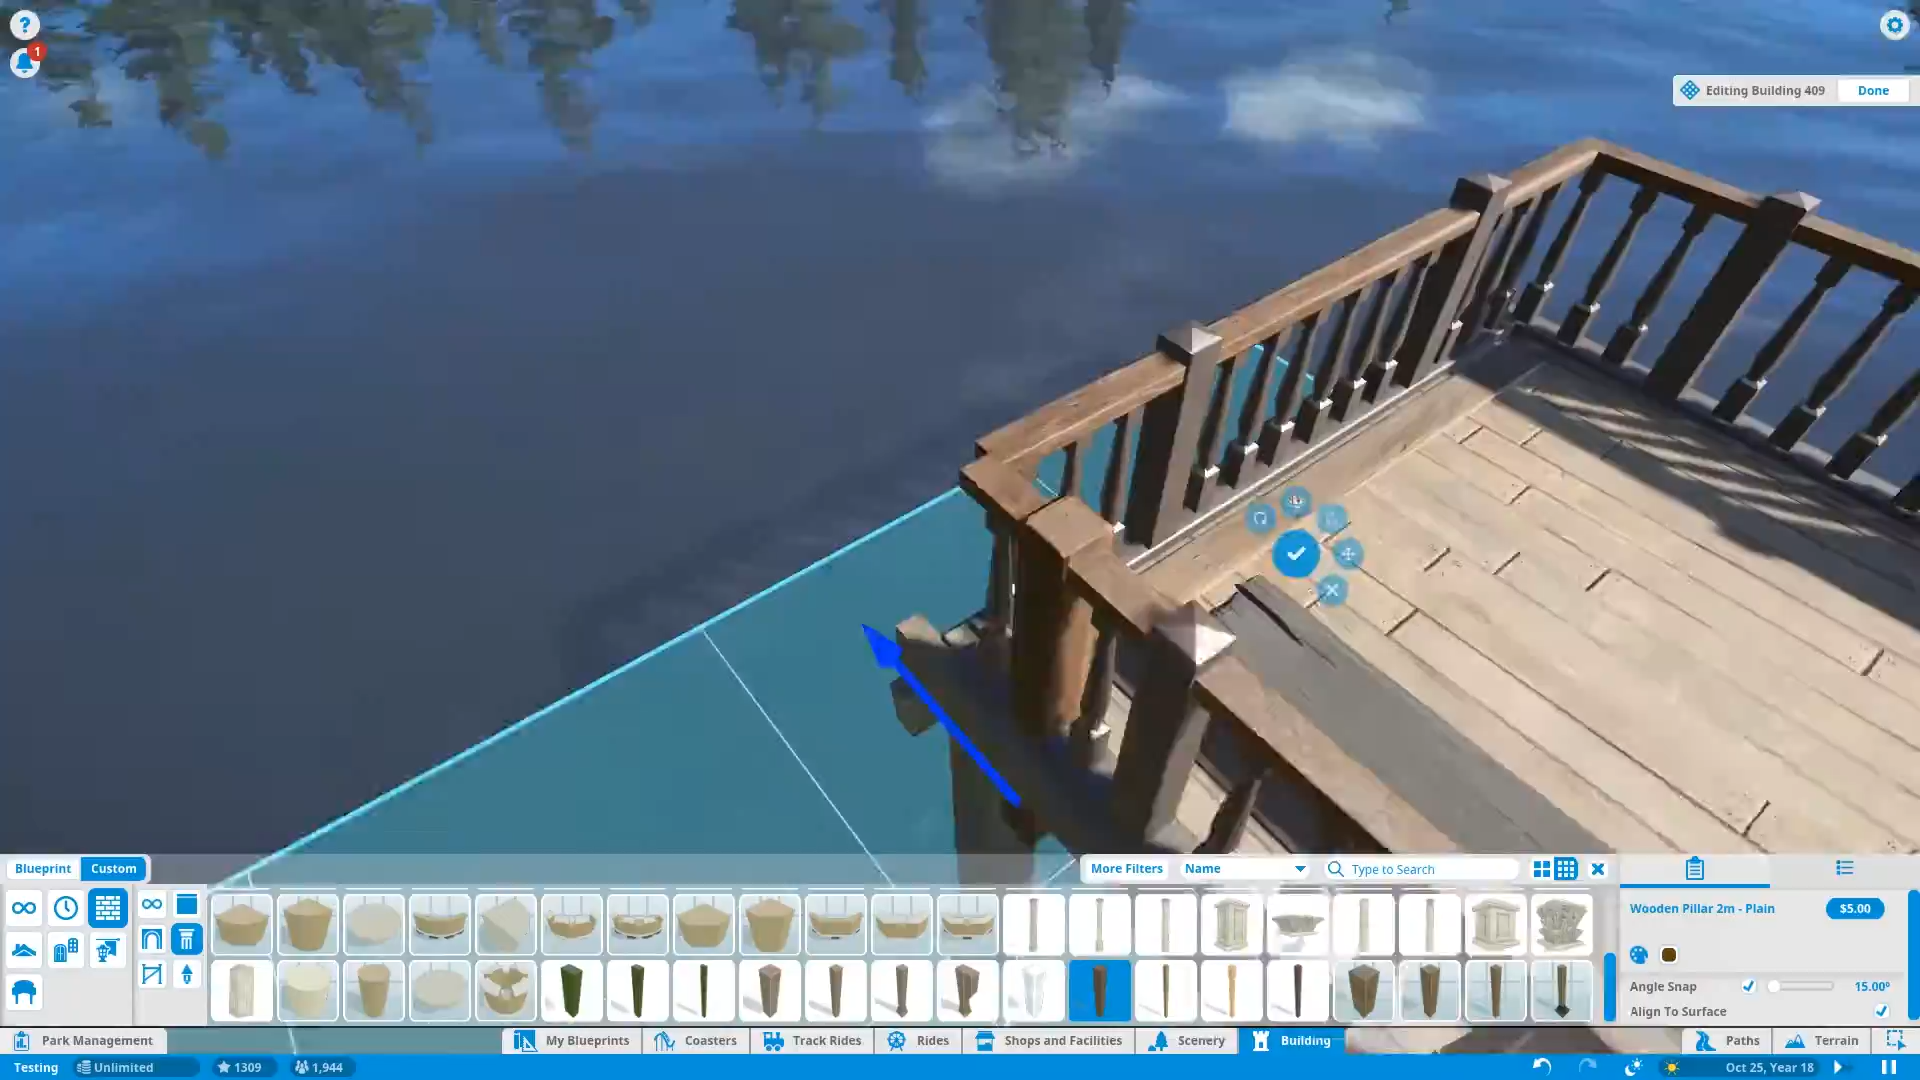 ?
1
Editing Building 409
Done
Blueprint
Custom
More Filters
Name
Type to Search
Wooden Pillar 2m - Plain
$5.00
Angle Snap
15.00º
Align To Surface
Park Management
My Blueprints
Coasters
Track Rides
Rides
Shops and Facilities
Scenery
Building
Paths
Terrain
Testing
Unlimited
1309
1,944
Oct 25, Year 18